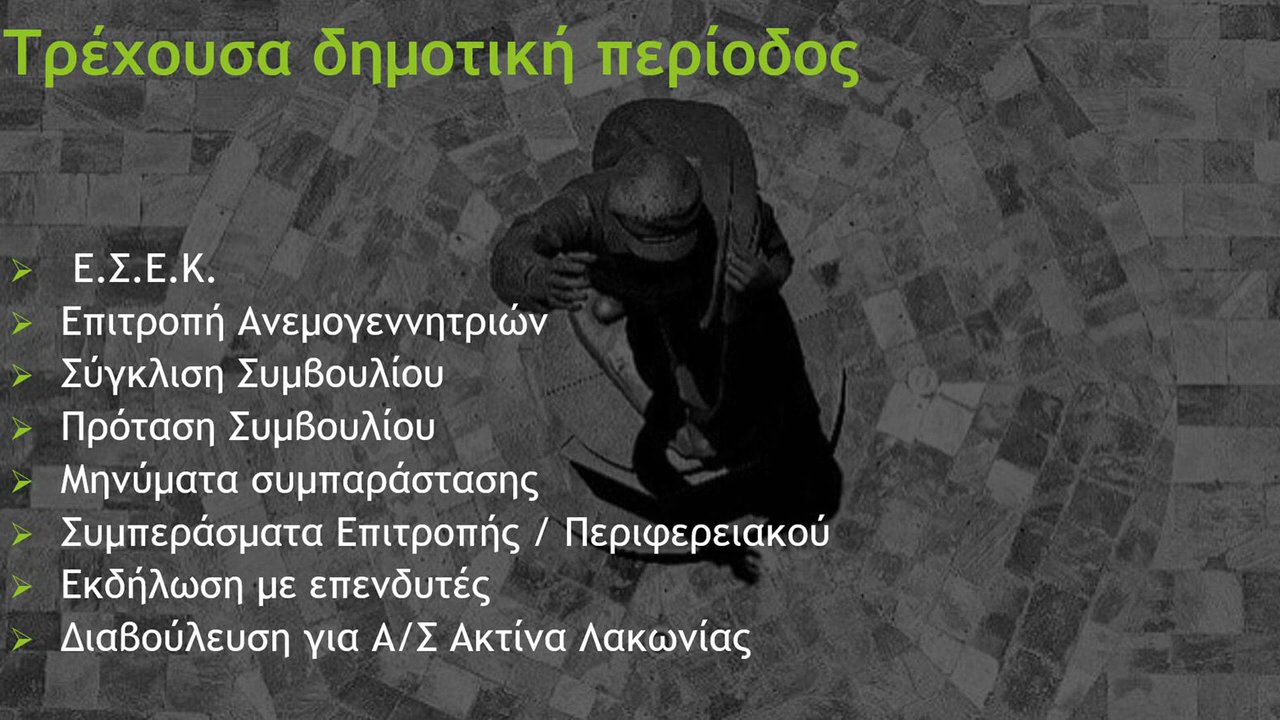 Τρέχουσα δημοτική περίοδος
➢ Ε.Σ.Ε.Κ.
➢ Επιτροπή Ανεμογεννητριών
➢ Σύγκλιση Συμβουλίου
➢ Πρόταση Συμβουλίου
➢ Μηνύματα συμπαράστασης
➢ Συμπεράσματα Επιτροπής / Περιφερειακού
➢ Εκδήλωση με επενδυτές
➢ Διαβούλευση για Α/Σ Ακτίνα Λακωνίας